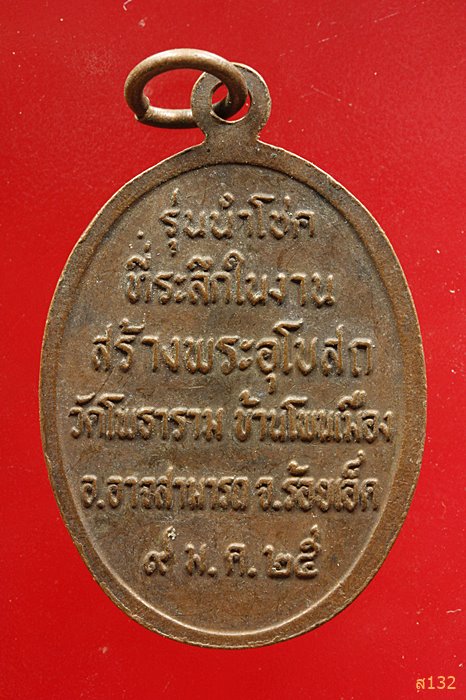 รุ่นนำโชค
ที่ระลึกในงาน
สร้างพระอุโบสถ
วัดโพธาราม บ้านโพนเมือง
อ.อาจสามารถ จ.ร้อยเอ็ด
๙ ม.ค.๒๕
ส132